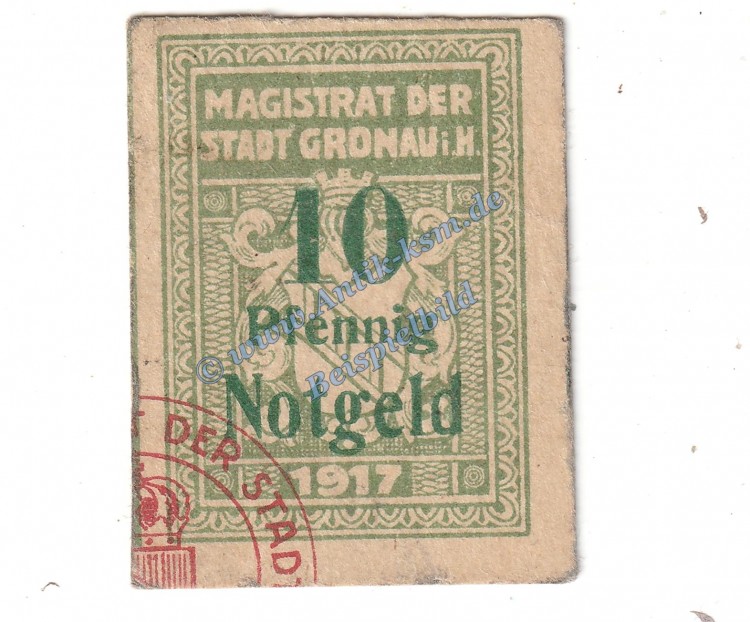 MAGISTRAT DER
STADT GRONAU i.H.
10
Pfennig
Notgeld
1917
DER STADT
© www.Antik-ksm.de
Beispielbild